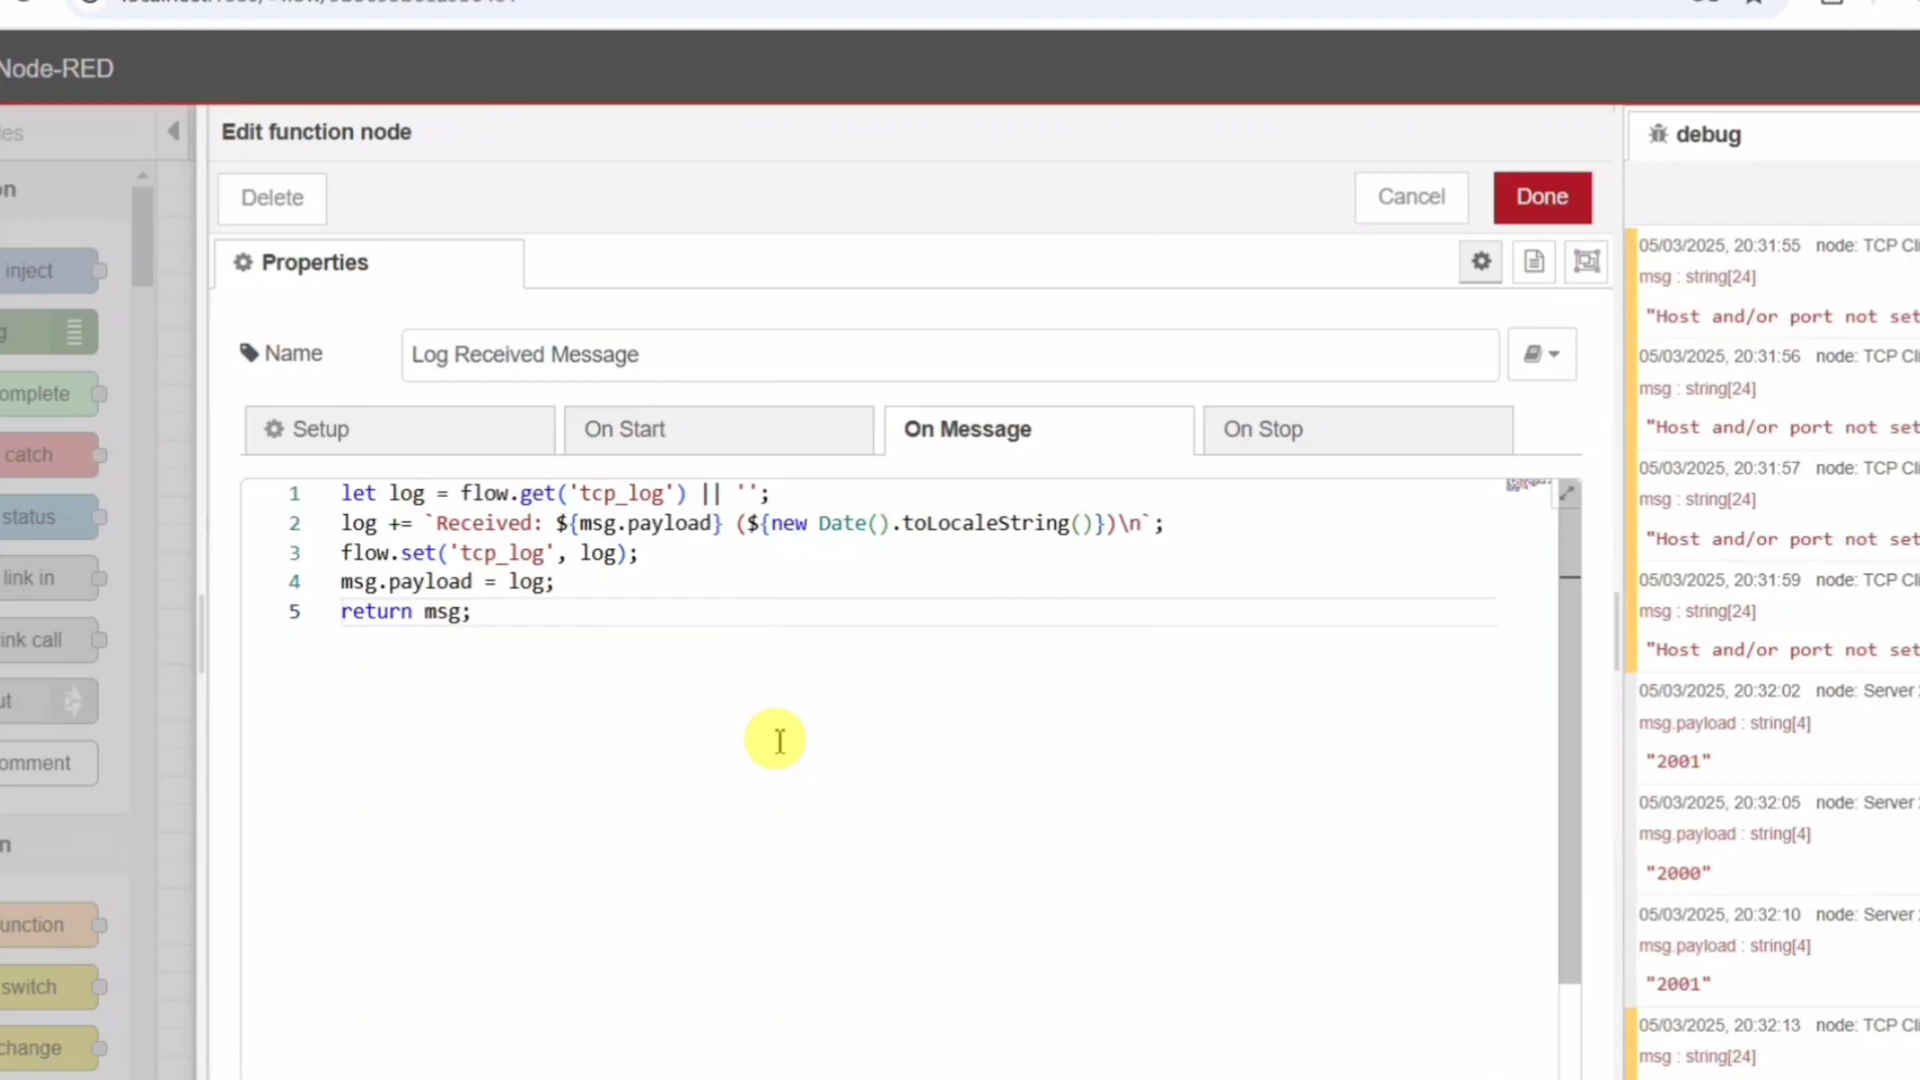 Node-RED
Edit function node
Delete
Cancel
Done
Properties
Name
Log Received Message
Setup
On Start
On Message
On Stop
1 let log = flow.get('tcp_log') || '';
2 log += `Received: ${msg.payload} (${new Date().toLocaleString()})\n`;
3 flow.set('tcp_log', log);
4 msg.payload = log;
5 return msg;
inject
omplete
catch
status
link in
ink call
omment
unction
switch
change
debug
05/03/2025, 20:31:55 node: TCP Cli
msg : string[24]
"Host and/or port not set
05/03/2025, 20:31:56 node: TCP Cli
msg : string[24]
"Host and/or port not set
05/03/2025, 20:31:57 node: TCP Cli
msg : string[24]
"Host and/or port not set
05/03/2025, 20:31:59 node: TCP Cli
msg : string[24]
"Host and/or port not set
05/03/2025, 20:32:02 node: Server
msg.payload : string[4]
"2001"
05/03/2025, 20:32:05 node: Server
msg.payload : string[4]
"2000"
05/03/2025, 20:32:10 node: Server
msg.payload : string[4]
"2001"
05/03/2025, 20:32:13 node: TCP Cli
msg : string[24]